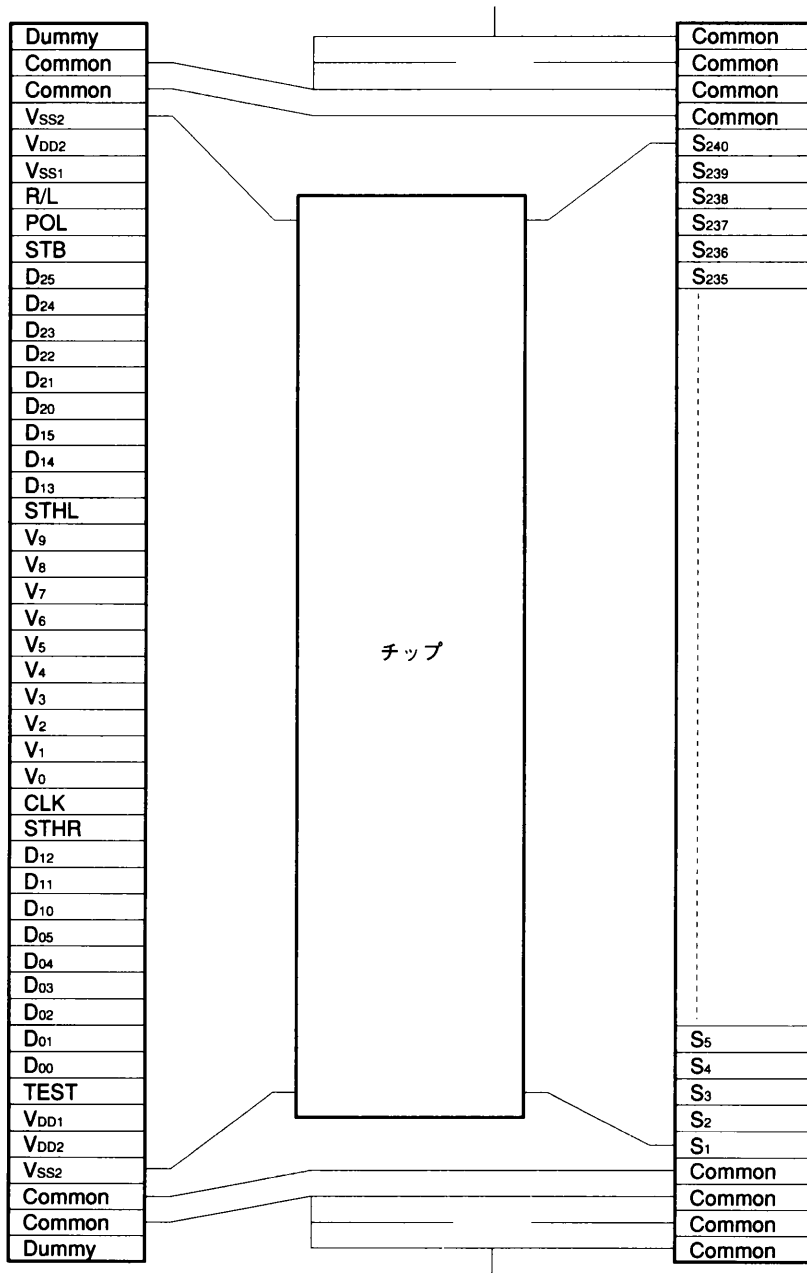 Dummy
Common
Common
VSS2
VDD2
VSS1
R/L
POL
STB
D25
D24
D23
D22
D21
D20
D15
D14
D13
STHL
V9
V8
V7
V6
V5
V4
V3
V2
V1
V0
CLK
STHR
D12
D11
D10
D05
D04
D03
D02
D01
D00
TEST
VDD1
VDD2
VSS2
Common
Common
Dummy
チップ
Common
Common
Common
Common
S240
S239
S238
S237
S236
S235
S5
S4
S3
S2
S1
Common
Common
Common
Common